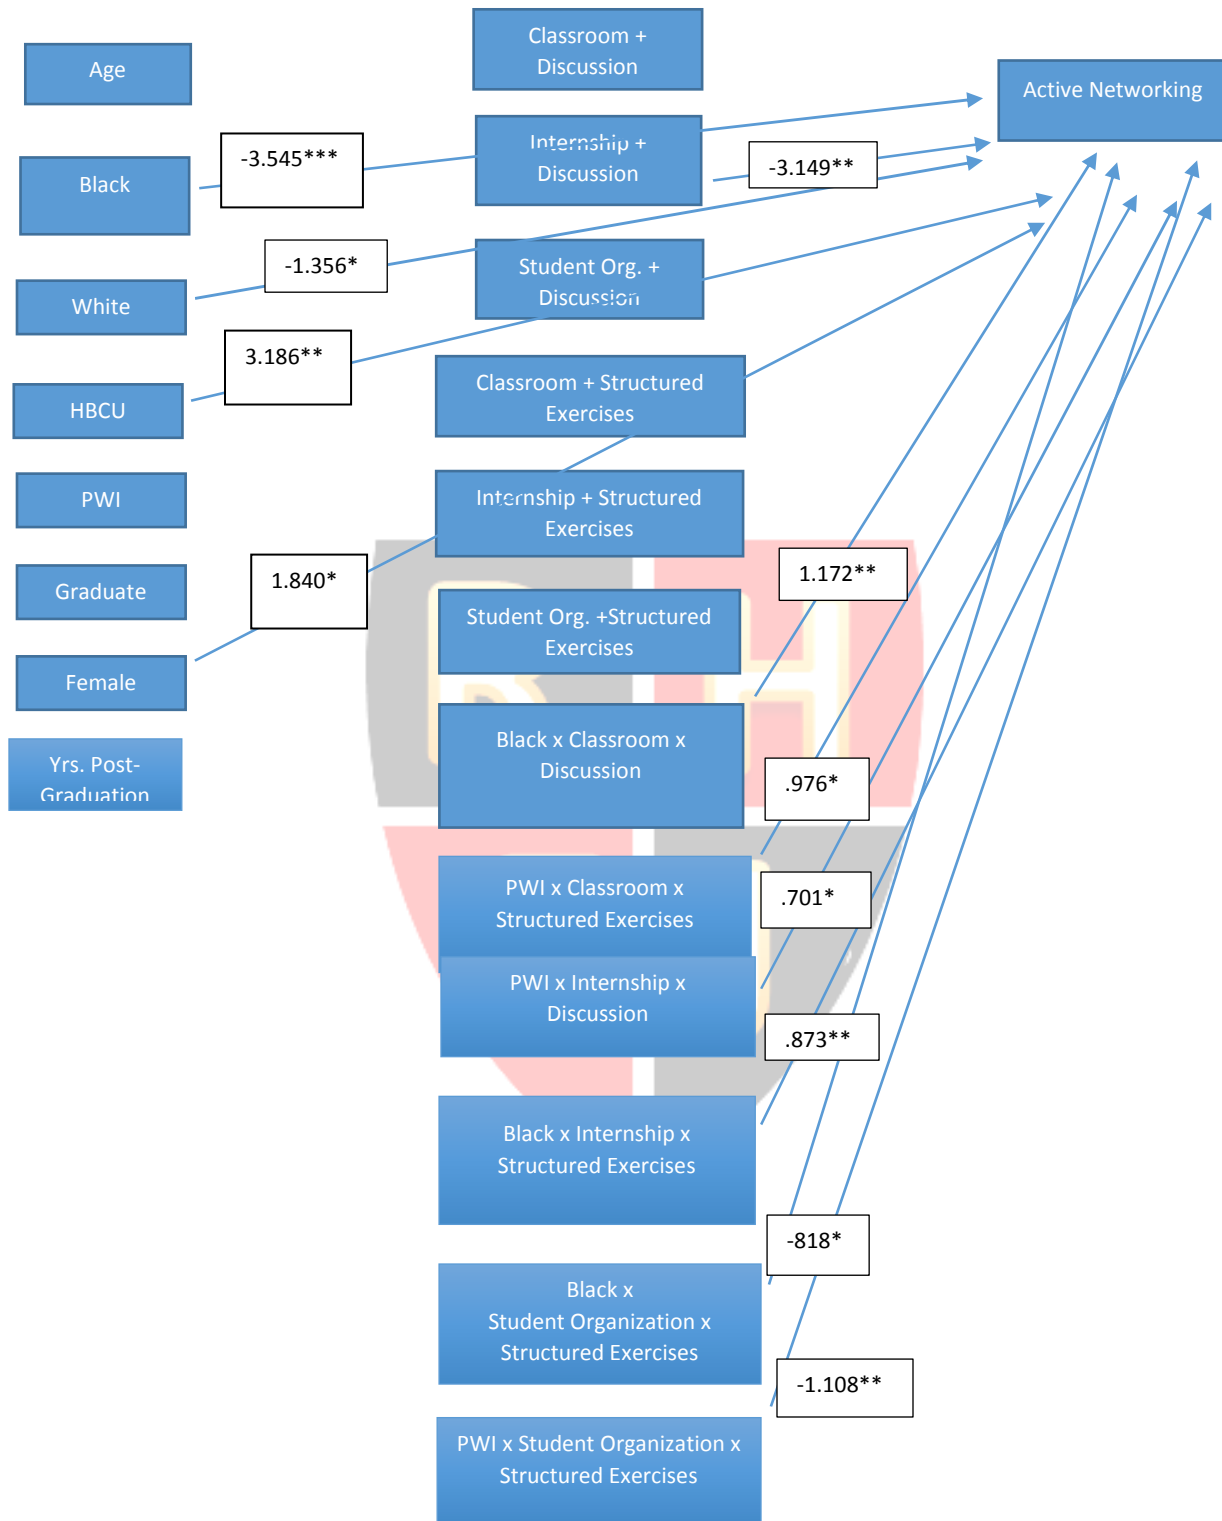 Age
Black
White
HBCU
PWI
Graduate
Female
Yrs. Post-
Graduation
-3.545***
-1.356*
3.186**
1.840*
Classroom +
Discussion
Internship +
Discussion
Student Org. +
Discussion
Classroom + Structured
Exercises
Internship + Structured
Exercises
Student Org. +Structured
Exercises
Black x Classroom x
Discussion
PWI x Classroom x
Structured Exercises
PWI x Internship x
Discussion
Black x Internship x
Structured Exercises
Black x
Student Organization x
Structured Exercises
PWI x Student Organization x
Structured Exercises
-3.149**
1.172**
.976*
.701*
.873**
-818*
-1.108**
Active Networking
R H
U